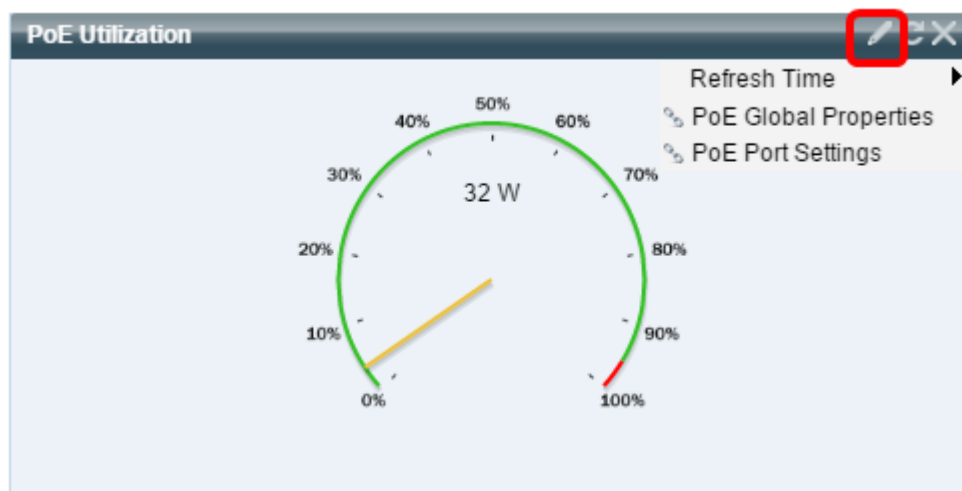 PoE Utilization
Refresh Time
PoE Global Properties
PoE Port Settings
50%
40%
60%
30%
70%
32 W
20%
80%
10%
90%
0%
100%